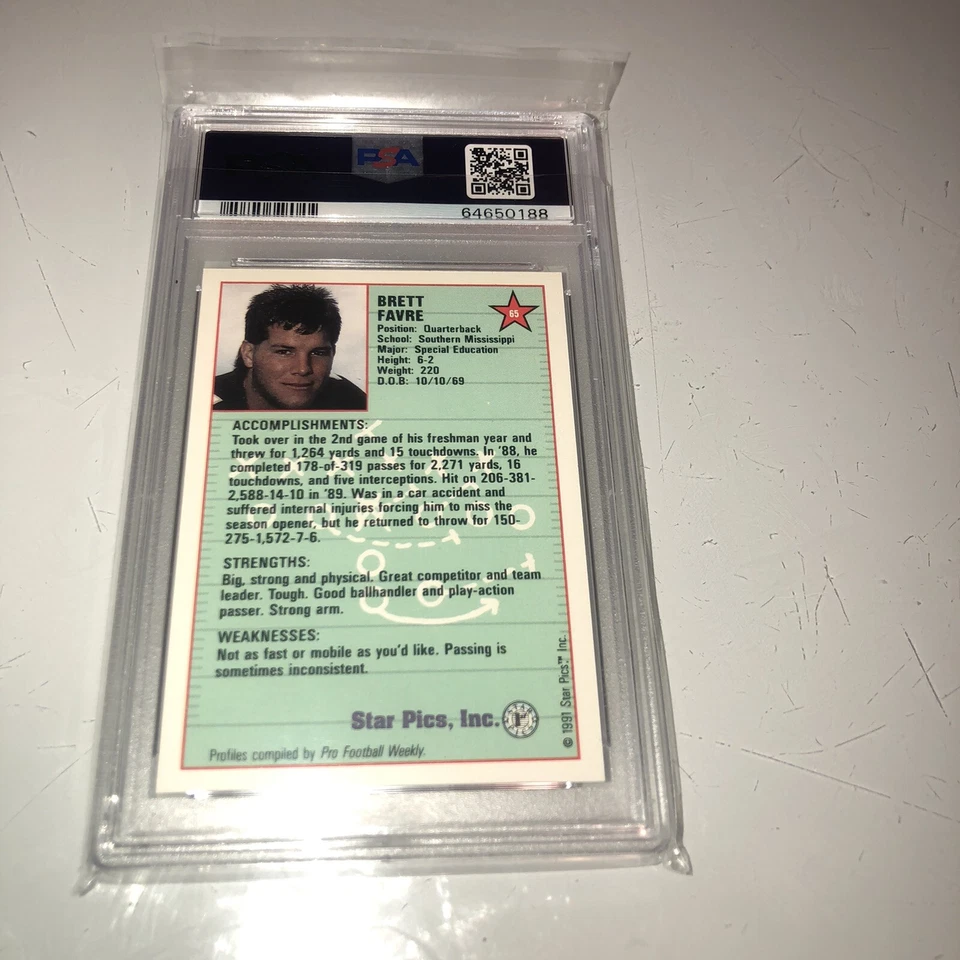 PSA
64650188
BRETT
FAVRE
65
Position: Quarterback
School: Southern Mississippi
Major: Special Education
Height: 6-2
Weight: 220
D.O.B: 10/10/69
ACCOMPLISHMENTS:
Took over in the 2nd game of his freshman year and
threw for 1,264 yards and 15 touchdowns. In '88, he
completed 178-of-319 passes for 2,271 yards, 16
touchdowns, and five interceptions. Hit on 206-381-
2,588-14-10 in '89. Was in a car accident and
suffered internal injuries forcing him to miss the
season opener, but he returned to throw for 150-
275-1,572-7-6.
STRENGTHS:
Big, strong and physical. Great competitor and team
leader. Tough. Good ballhandler and play-action
passer. Strong arm.
WEAKNESSES:
Not as fast or mobile as you'd like. Passing is
sometimes inconsistent.
Star Pics, Inc.
Profiles compiled by Pro Football Weekly.
© 1991 Star Pics™ Inc.